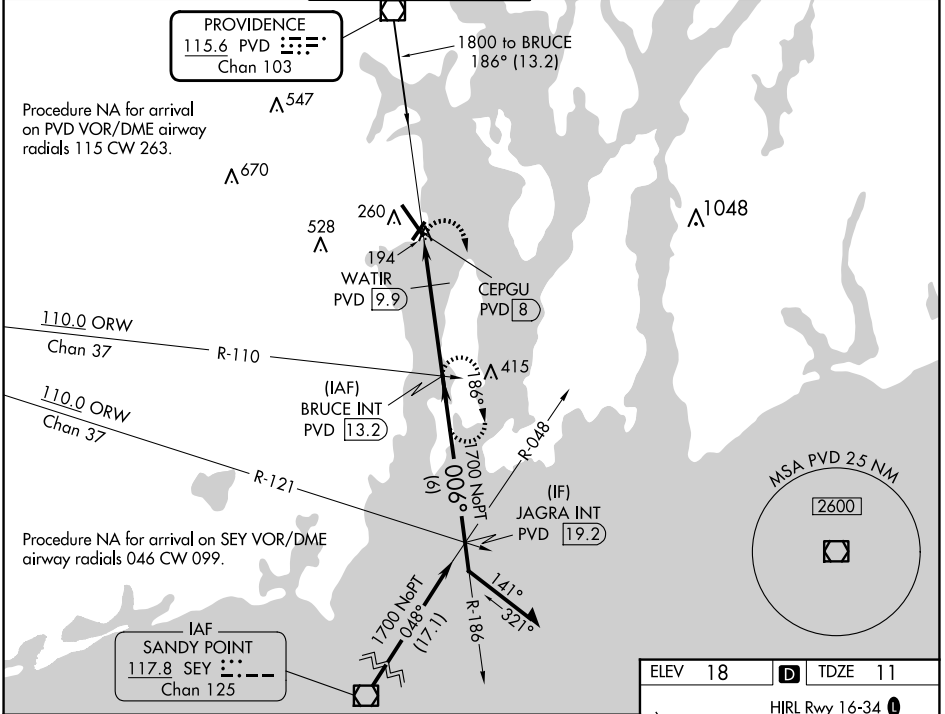 PROVIDENCE
115.6 PVD
Chan 103
1800 to BRUCE
186° (13.2)
547
Procedure NA for arrival
on PVD VOR/DME airway
radials 115 CW 263.
670
260
1048
528
194
WATIR
PVD 9.9
CEPGU
PVD 8
110.0 ORW
Chan 37
R-110
415
186°
(IAF)
BRUCE INT
PVD 13.2
110.0 ORW
Chan 37
R-048
1700 NoPT
006°
(6)
R-121
(IF)
JAGRA INT
PVD 19.2
MSA PVD 25 NM
2600
Procedure NA for arrival on SEY VOR/DME
airway radials 046 CW 099.
141°
321°
R-186
1700 NoPT
048°
(17.1)
IAF
SANDY POINT
117.8 SEY
Chan 125
ELEV 18 D TDZE 11
HIRL Rwy 16-34 L